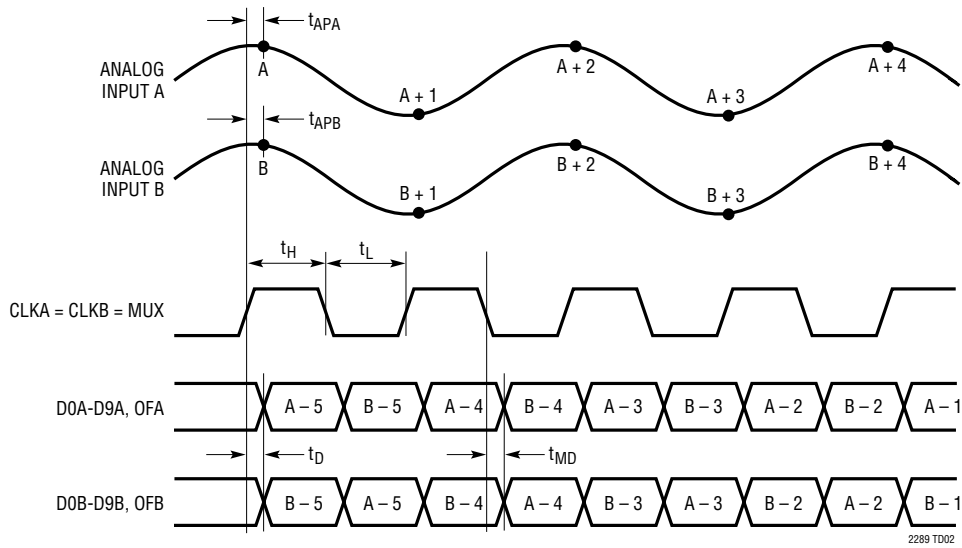 tAPA
ANALOG
INPUT A
A
A + 1
A + 2
A + 3
A + 4
tAPB
ANALOG
INPUT B
B
B + 1
B + 2
B + 3
B + 4
tH
tL
CLKA = CLKB = MUX
D0A-D9A, OFA
A – 5
B – 5
A – 4
B – 4
A – 3
B – 3
A – 2
B – 2
A – 1
tD
tMD
D0B-D9B, OFB
B – 5
A – 5
B – 4
A – 4
B – 3
A – 3
B – 2
A – 2
B – 1
2289 TD02